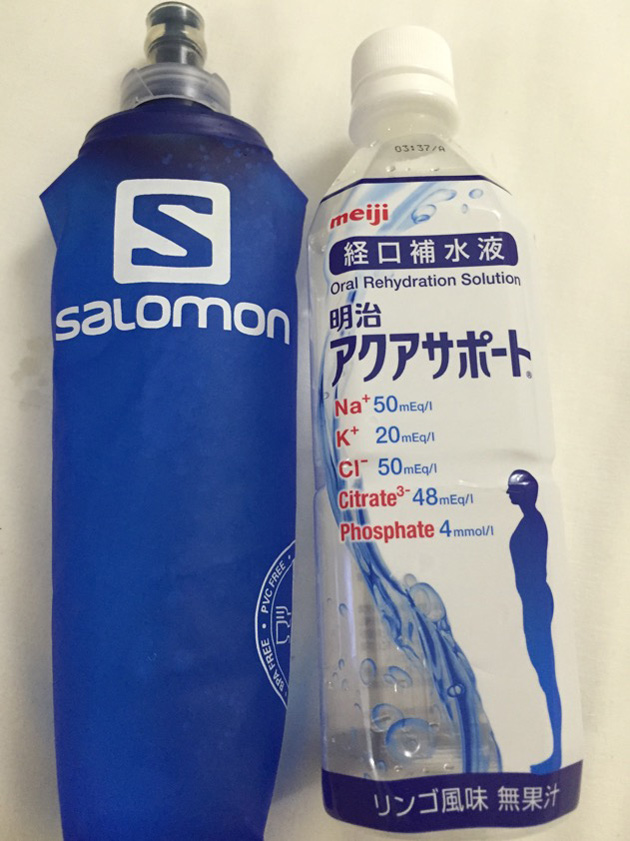 S
SALOMON
PVC FREE • BPA FREE •
03:37/A
meiji
経口補水液
Oral Rehydration Solution
明治
アクアサポート®
Na⁺ 50mEq/l
K⁺ 20mEq/l
Cl⁻ 50mEq/l
Citrate³⁻ 48mEq/l
Phosphate 4mmol/l
リンゴ風味 無果汁